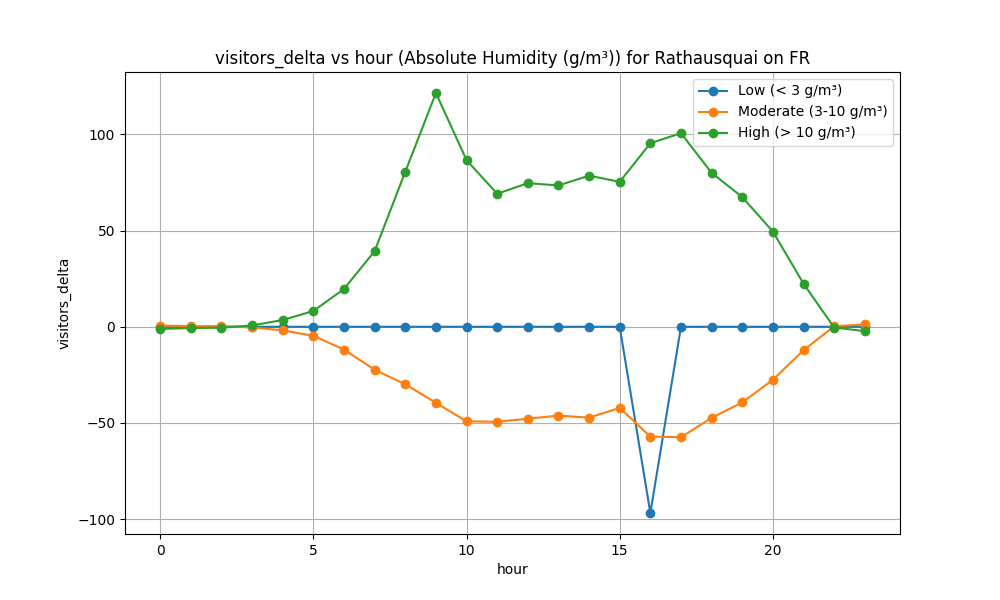 visitors_delta vs hour (Absolute Humidity (g/m³)) for Rathausquai on FR
Low (< 3 g/m³)
Moderate (3-10 g/m³)
High (> 10 g/m³)
visitors_delta
100
50
0
−50
−100
0 5 10 15 20
hour